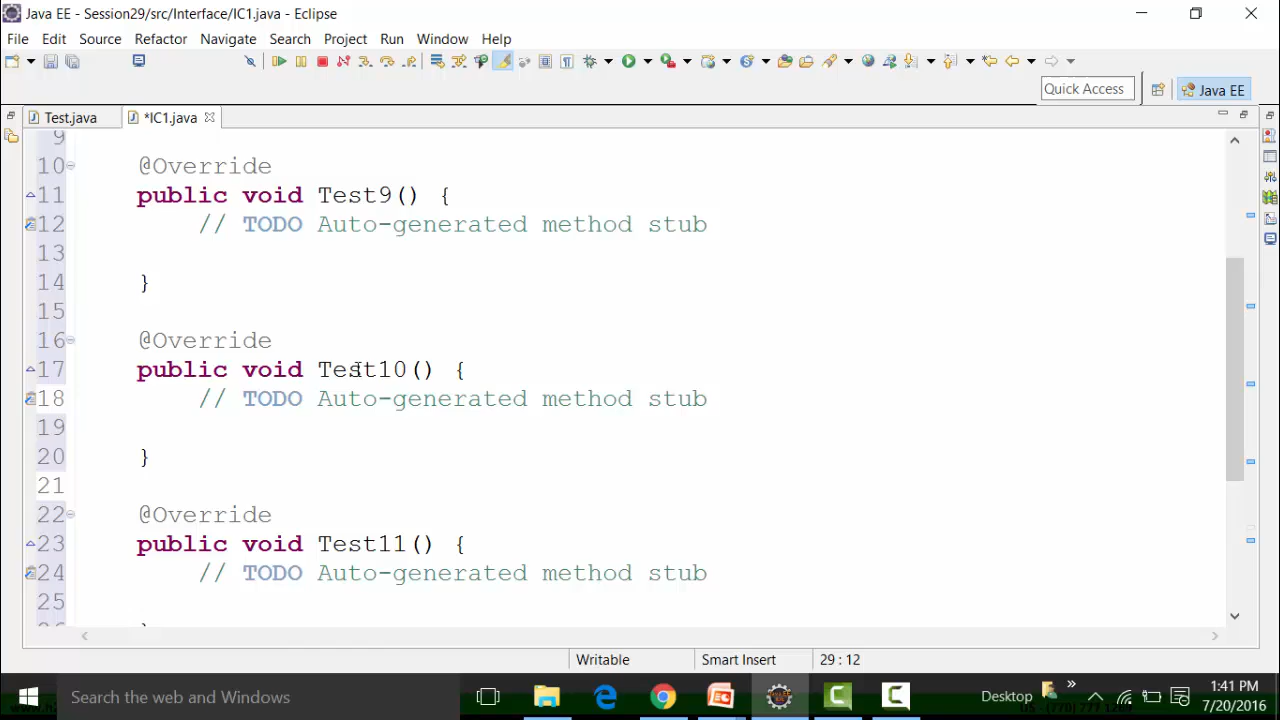 Java EE - Session29/src/Interface/IC1.java - Eclipse
File Edit Source Refactor Navigate Search Project Run Window Help
Quick Access
Java EE
Test.java
*IC1.java
9
10 @Override
11 public void Test9() {
12 // TODO Auto-generated method stub
13
14 }
15
16 @Override
17 public void Test10() {
18 // TODO Auto-generated method stub
19
20 }
21
22 @Override
23 public void Test11() {
24 // TODO Auto-generated method stub
25
26 }
Writable Smart Insert 29 : 12
Search the web and Windows
Desktop
1:41 PM
7/20/2016